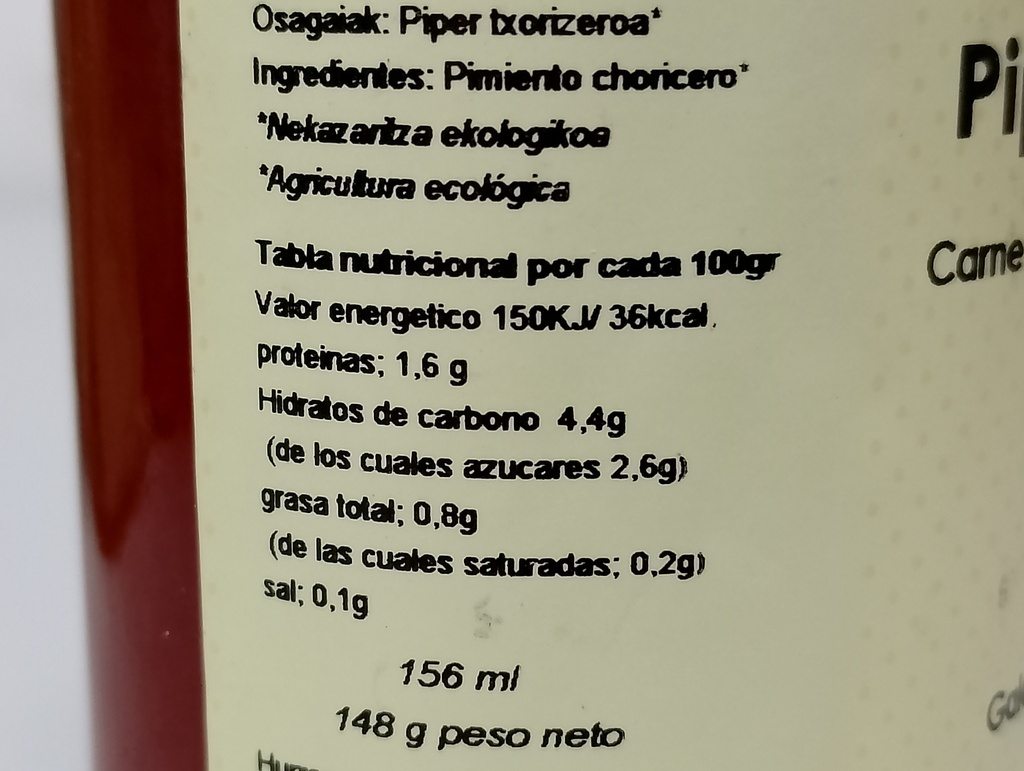 Osagaiak: Piper txorizeroa*
Ingredientes: Pimiento choricero*
*Nekazaritza ekologikoa
*Agricultura ecológica
Tabla nutricional por cada 100gr
Valor energetico 150KJ/ 36kcal.
proteinas; 1,6 g
Hidratos de carbono 4,4g
(de los cuales azucares 2,6g)
grasa total; 0,8g
(de las cuales saturadas; 0,2g)
sal; 0,1g
156 ml
148 g peso neto
Pi
Carne